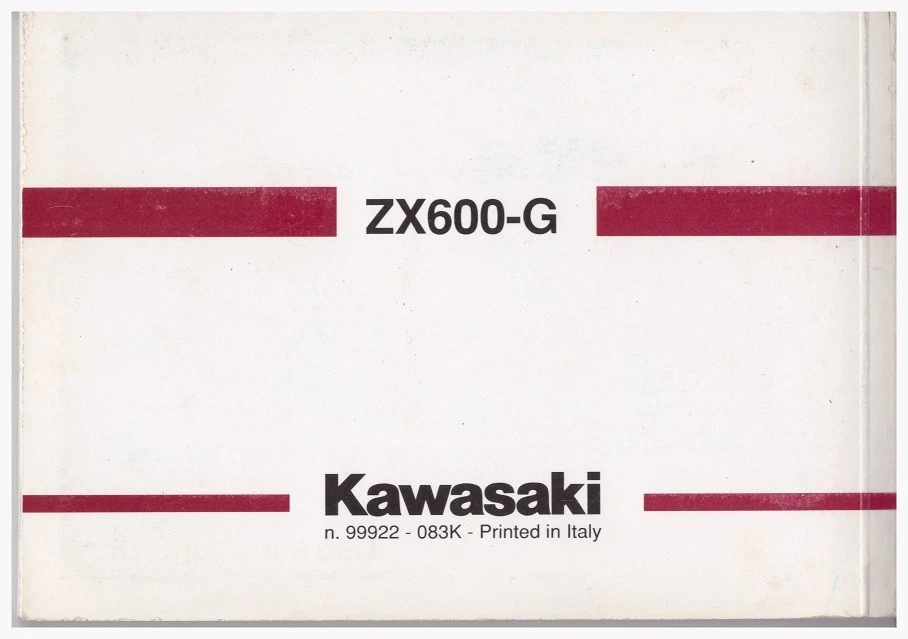 ZX600-G
Kawasaki
n. 99922 - 083K - Printed in Italy